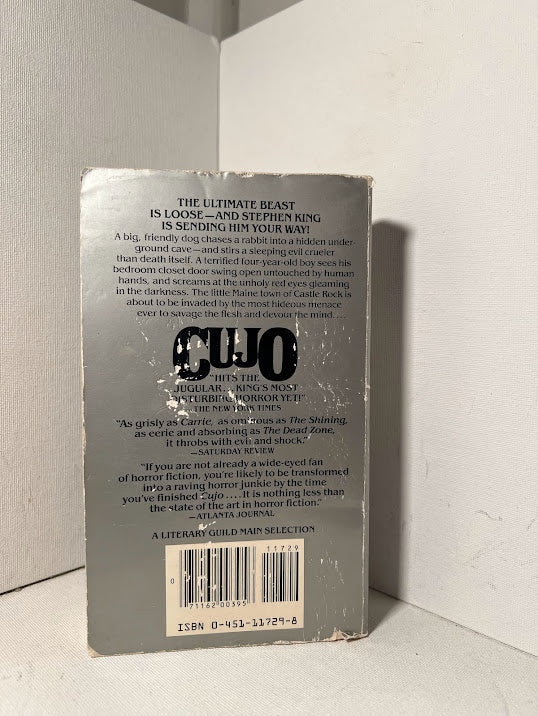 THE ULTIMATE BEAST
IS LOOSE—AND STEPHEN KING
IS SENDING HIM YOUR WAY!
A big, friendly dog chases a rabbit into a hidden under-
ground cave—and stirs a sleeping evil crueler
than death itself. A terrified four-year-old boy sees his
bedroom closet door swing open untouched by human
hands, and screams at the unholy red eyes gleaming
in the darkness. The little Maine town of Castle Rock is
about to be invaded by the most hideous menace
ever to savage the flesh and devour the mind....
CUJO
"HITS THE
JUGULAR...KING'S MOST
DISTURBING HORROR YET!"
—THE NEW YORK TIMES
"As grisly as Carrie, as ominous as The Shining,
as eerie and absorbing as The Dead Zone,
it throbs with evil and shock."
—SATURDAY REVIEW
"If you are not already a wide-eyed fan
of horror fiction, you're likely to be transformed
into a raving horror junkie by the time
you've finished Cujo....It is nothing less than
the state of the art in horror fiction."
—ATLANTA JOURNAL
A LITERARY GUILD MAIN SELECTION
11729
0
71162 00395
ISBN 0-451-11729-8